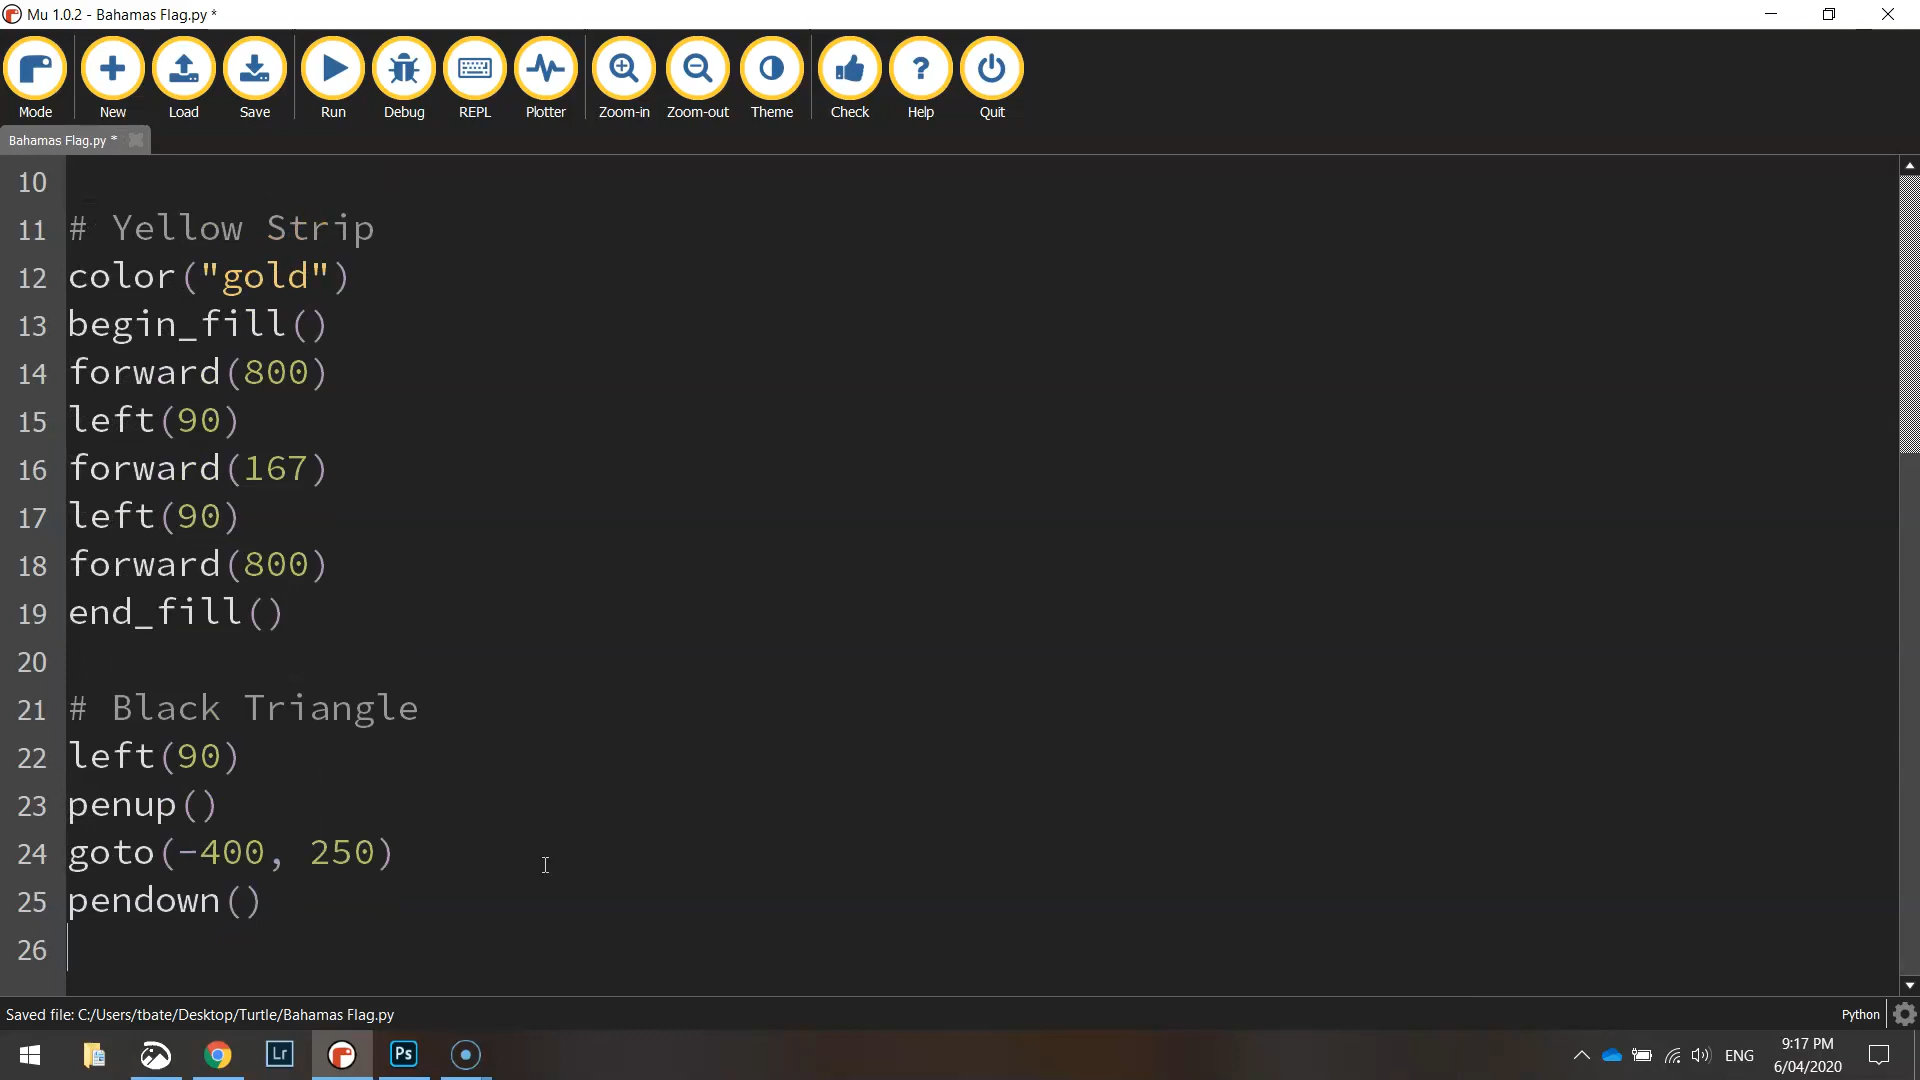 Mu 1.0.2 - Bahamas Flag.py *
Mode New Load Save Run Debug REPL Plotter Zoom-in Zoom-out Theme Check Help Quit
Bahamas Flag.py *
10
11 # Yellow Strip
12 color("gold")
13 begin_fill()
14 forward(800)
15 left(90)
16 forward(167)
17 left(90)
18 forward(800)
19 end_fill()
20
21 # Black Triangle
22 left(90)
23 penup()
24 goto(-400, 250)
25 pendown()
26
Saved file: C:/Users/tbate/Desktop/Turtle/Bahamas Flag.py Python
Lr Ps ENG 9:17 PM
6/04/2020